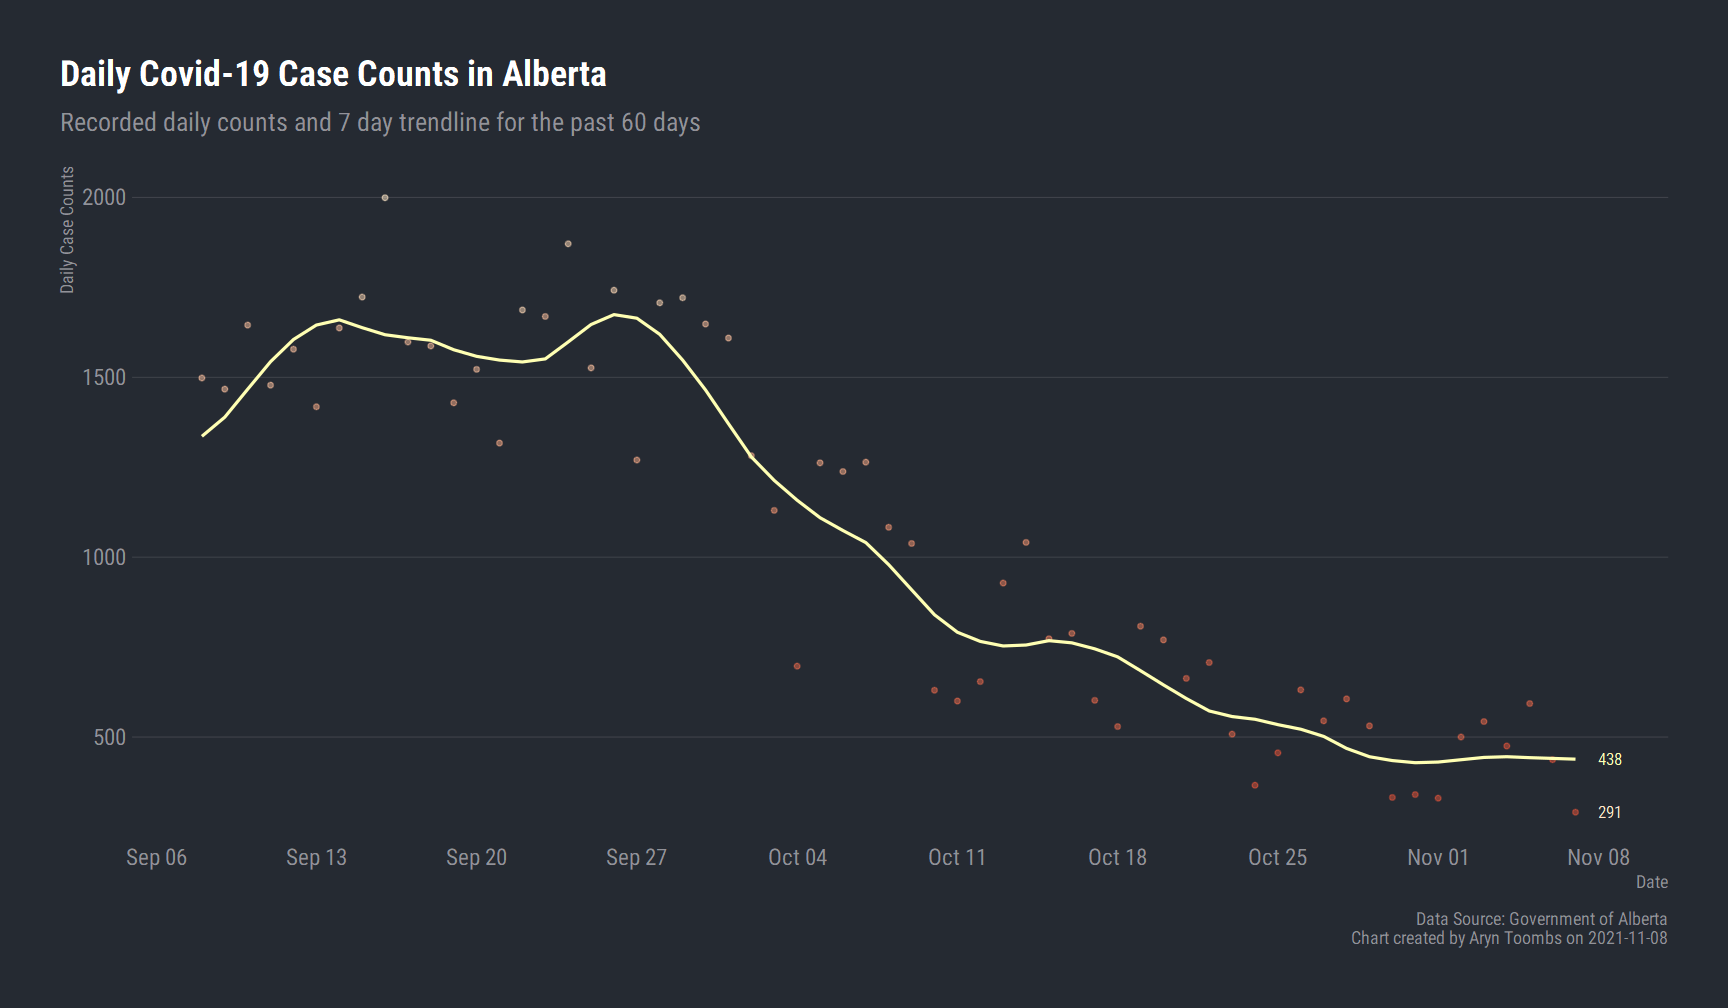 Daily Covid-19 Case Counts in Alberta
Recorded daily counts and 7 day trendline for the past 60 days
Daily Case Counts
2000
1500
1000
500
438
291
Sep 06
Sep 13
Sep 20
Sep 27
Oct 04
Oct 11
Oct 18
Oct 25
Nov 01
Nov 08
Date
Data Source: Government of Alberta
Chart created by Aryn Toombs on 2021-11-08